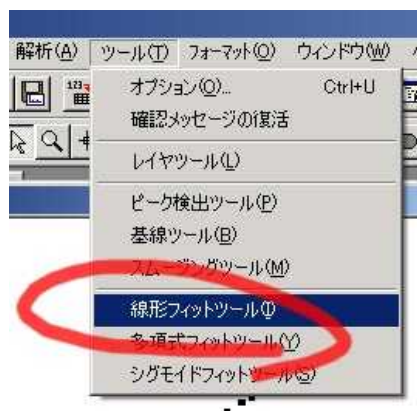 解析(A) ツール(T) フォーマット(O) ウィンドウ(W)
オプション(O)... Ctrl+U
確認メッセージの復活
レイヤツール(L)
ピーク検出ツール(P)
基線ツール(B)
スムージングツール(M)
線形フィットツール(I)
多項式フィットツール(Y)
シグモイドフィットツール(S)